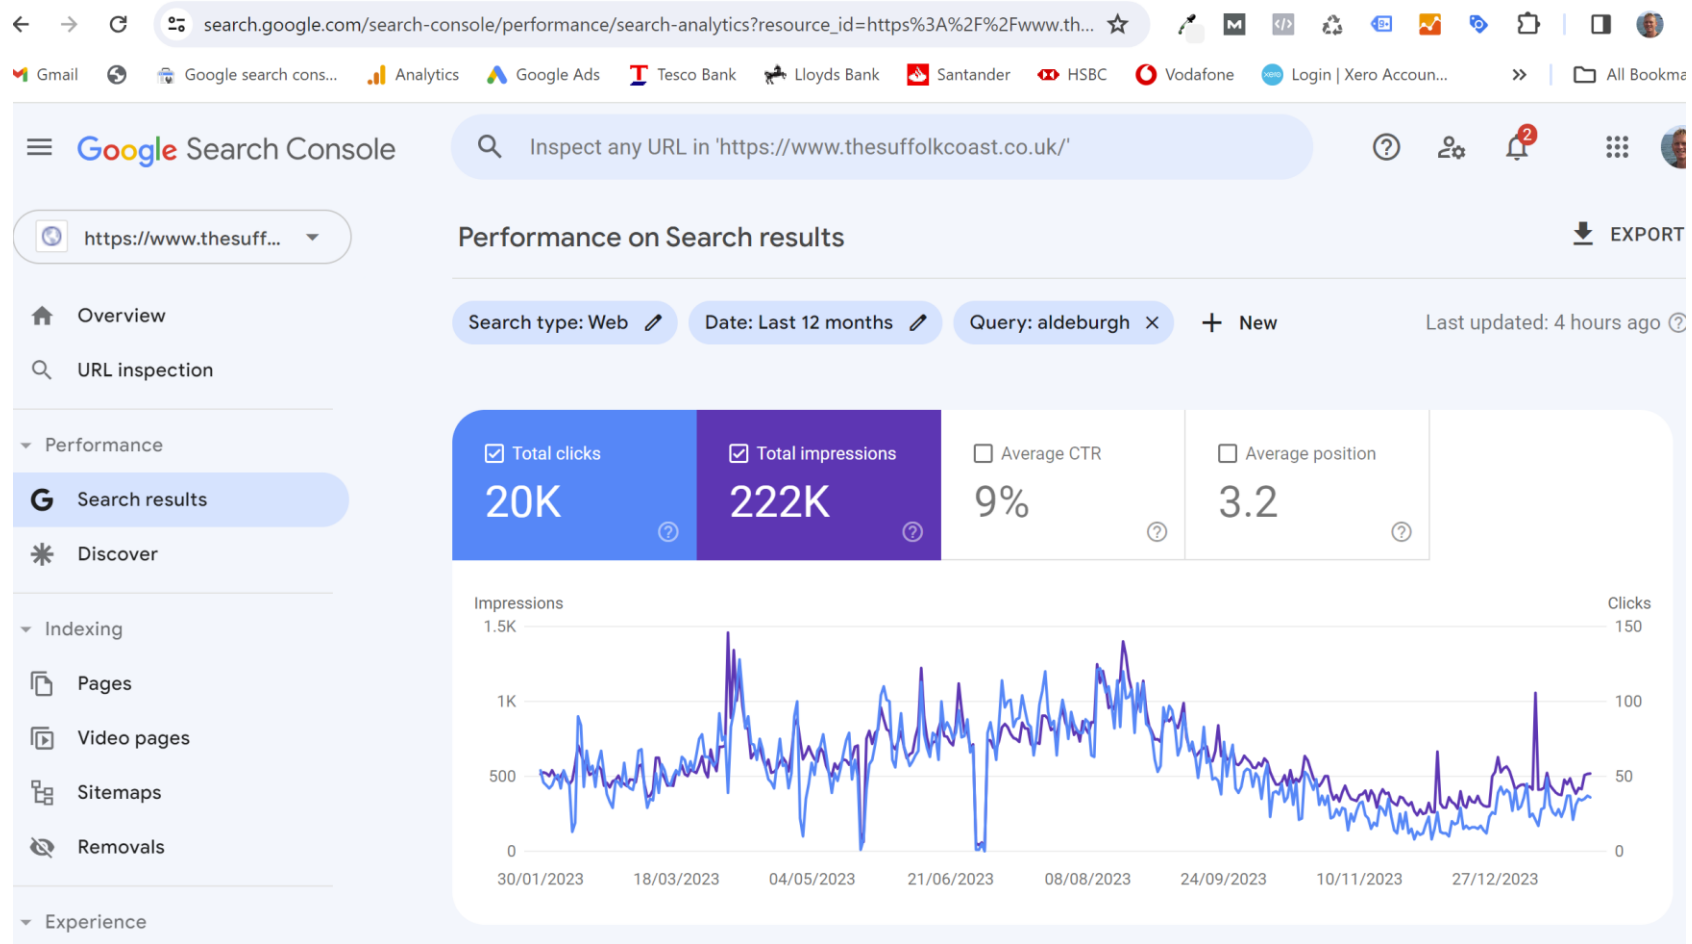 search.google.com/search-console/performance/search-analytics?resource_id=https%3A%2F%2Fwww.th...
Gmail Google search cons... Analytics Google Ads Tesco Bank Lloyds Bank Santander HSBC Vodafone Login | Xero Accoun... All Bookma
Google Search Console
Inspect any URL in 'https://www.thesuffolkcoast.co.uk/'
2
https://www.thesuff...
Performance on Search results
EXPORT
Overview
URL inspection
Performance
Search results
Discover
Indexing
Pages
Video pages
Sitemaps
Removals
Experience
Search type: Web
Date: Last 12 months
Query: aldeburgh
New
Last updated: 4 hours ago
Total clicks
20K
Total impressions
222K
Average CTR
9%
Average position
3.2
Impressions
Clicks
1.5K
150
1K
100
500
50
0
0
30/01/2023 18/03/2023 04/05/2023 21/06/2023 08/08/2023 24/09/2023 10/11/2023 27/12/2023